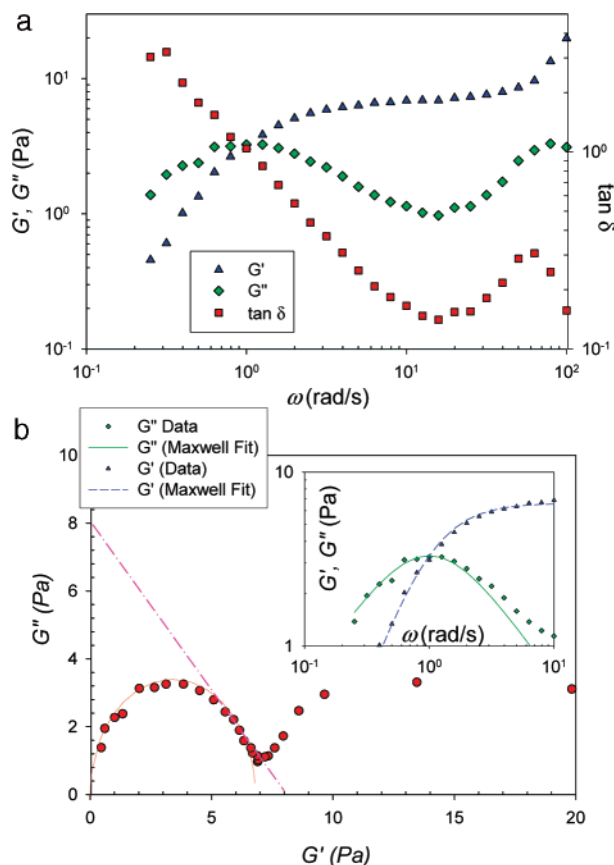 a
10¹
10⁰
10⁻¹
G', G" (Pa)
10⁰
10⁻¹
tan δ
G'
G"
tan δ
10⁻¹
10⁰
10¹
10²
ω (rad/s)
b
G" Data
G" (Maxwell Fit)
G' (Data)
G' (Maxwell Fit)
10
8
6
4
2
0
G" (Pa)
10
1
G', G" (Pa)
10⁻¹
10⁰
10¹
ω (rad/s)
0
5
10
15
20
G' (Pa)